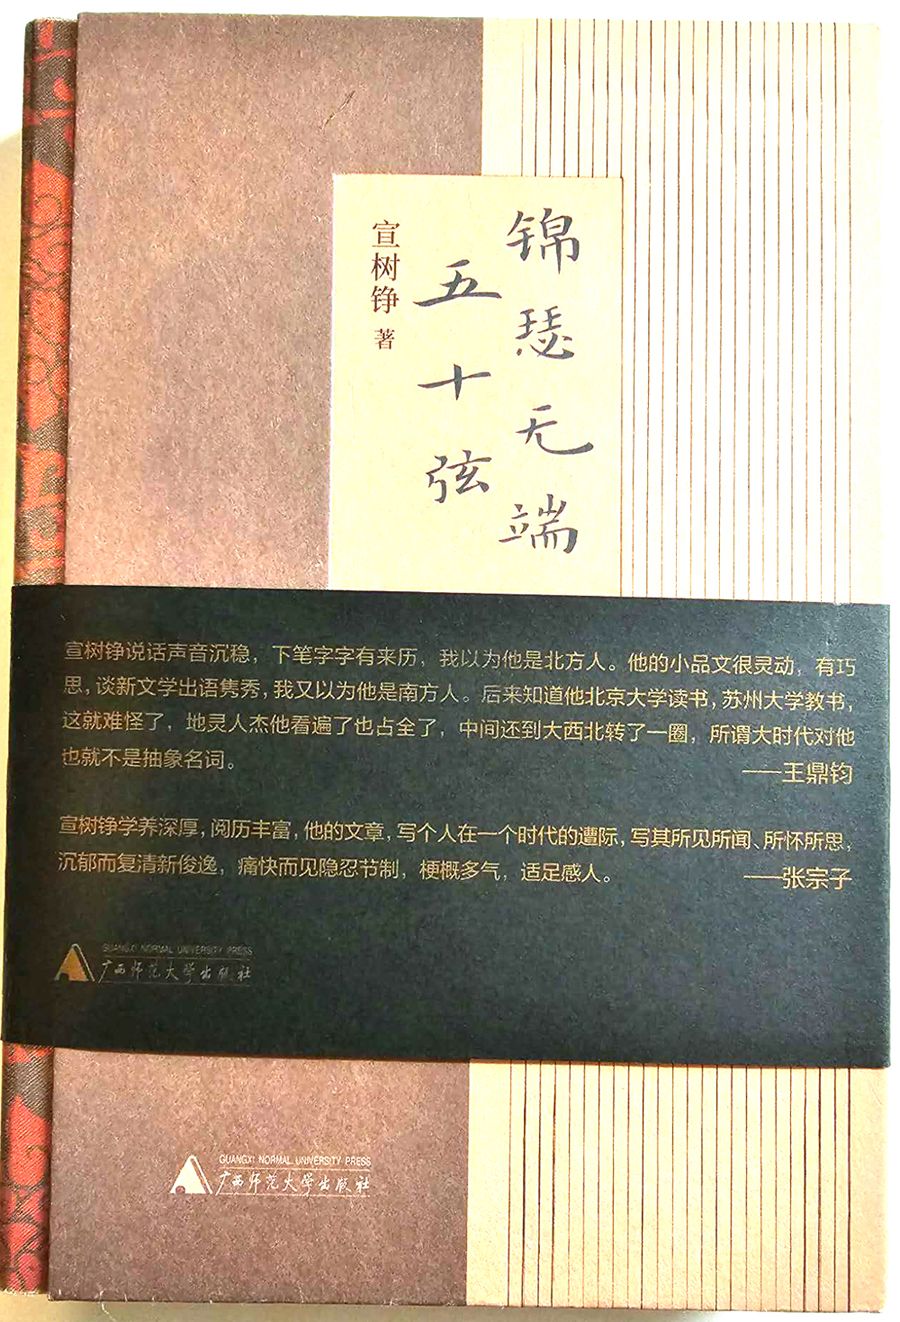 锦瑟无端
五十弦
宣树铮 著
宣树铮说话声音沉稳，下笔字字有来历，我以为他是北方人。他的小品文很灵动，有巧
思，谈新文学出语隽秀，我又以为他是南方人。后来知道他北京大学读书，苏州大学教书，
这就难怪了，地灵人杰他看遍了也占全了，中间还到大西北转了一圈，所谓大时代对他
也就不是抽象名词。
——王鼎钧
宣树铮学养深厚，阅历丰富，他的文章，写个人在一个时代的遭际，写其所见所闻、所怀所思，
沉郁而复清新俊逸，痛快而见隐忍节制，梗概多气，适足感人。
——张宗子
GUANGXI NORMAL UNIVERSITY PRESS
广西师范大学出版社
GUANGXI NORMAL UNIVERSITY PRESS
广西师范大学出版社